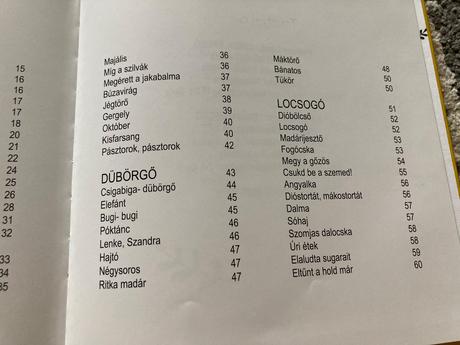 15
16
16
17
17
18
20
21
22
24
25
26
28
31
32
33
34
35
Majális 36
Míg a szilvák 36
Megérett a jakabalma 37
Búzavirág 37
Jégtörő 38
Gergely 39
Október 40
Kisfarsang 40
Pásztorok, pásztorok 42
DÜBÖRGŐ 43
Csigabiga- dübörgő 44
Elefánt 45
Bugi- bugi 45
Póktánc 46
Lenke, Szandra 46
Hajtó 47
Négysoros 47
Ritka madár 47
Máktörő
Bánatos 48
Tükör 50
50
LOCSOGÓ 51
Dióbölcső 52
Locsogó 52
Madárijesztő 53
Fogócska 53
Megy a gőzös 54
Csukd be a szemed! 55
Angyalka 56
Dióstortát, mákostortát 56
Dalma 57
Sóhaj 57
Szomjas dalocska 58
Úri étek 58
Elaludta sugarait 59
Eltűnt a hold már 60